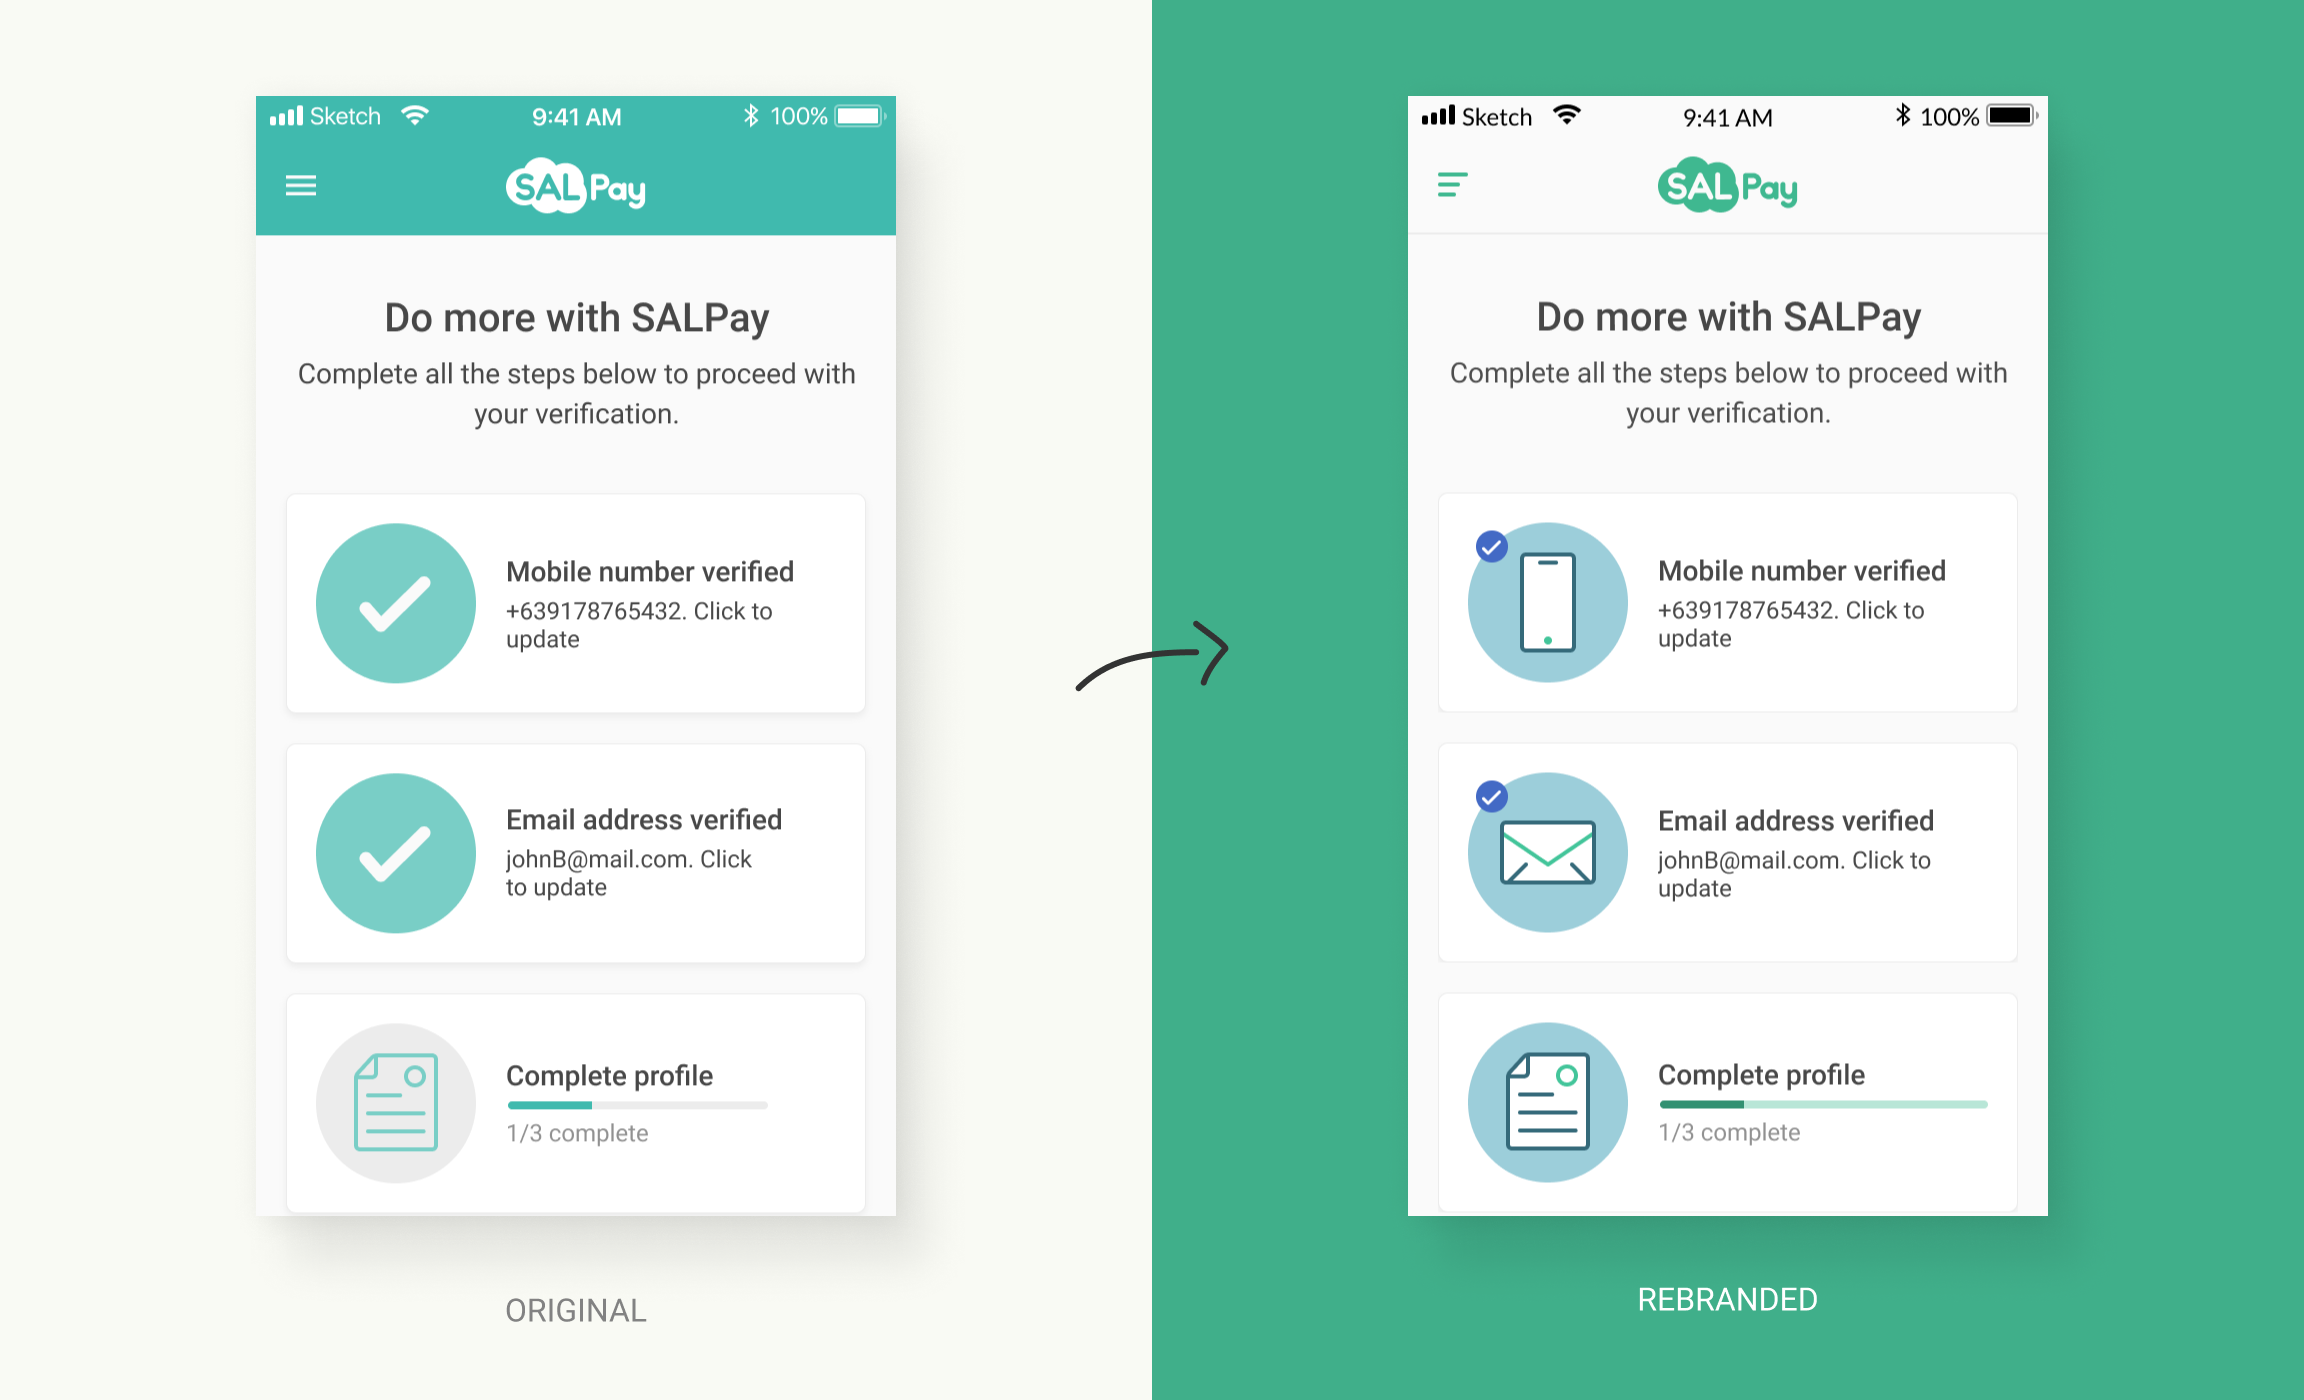 Sketch 9:41 AM 100%
SAL Pay
Do more with SALPay
Complete all the steps below to proceed with
your verification.
Mobile number verified
+639178765432. Click to
update
Email address verified
johnB@mail.com. Click
to update
Complete profile
1/3 complete
ORIGINAL
Sketch 9:41 AM 100%
SAL Pay
Do more with SALPay
Complete all the steps below to proceed with
your verification.
Mobile number verified
+639178765432. Click to
update
Email address verified
johnB@mail.com. Click to
update
Complete profile
1/3 complete
REBRANDED